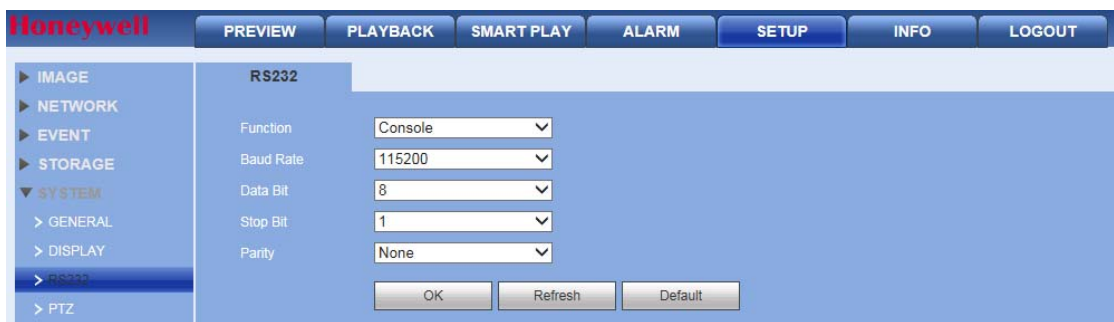 Honeywell
PREVIEW PLAYBACK SMART PLAY ALARM SETUP INFO LOGOUT
IMAGE
NETWORK
EVENT
STORAGE
SYSTEM
> GENERAL
> DISPLAY
> RS232
> PTZ
RS232
Function Console
Baud Rate 115200
Data Bit 8
Stop Bit 1
Parity None
OK Refresh Default